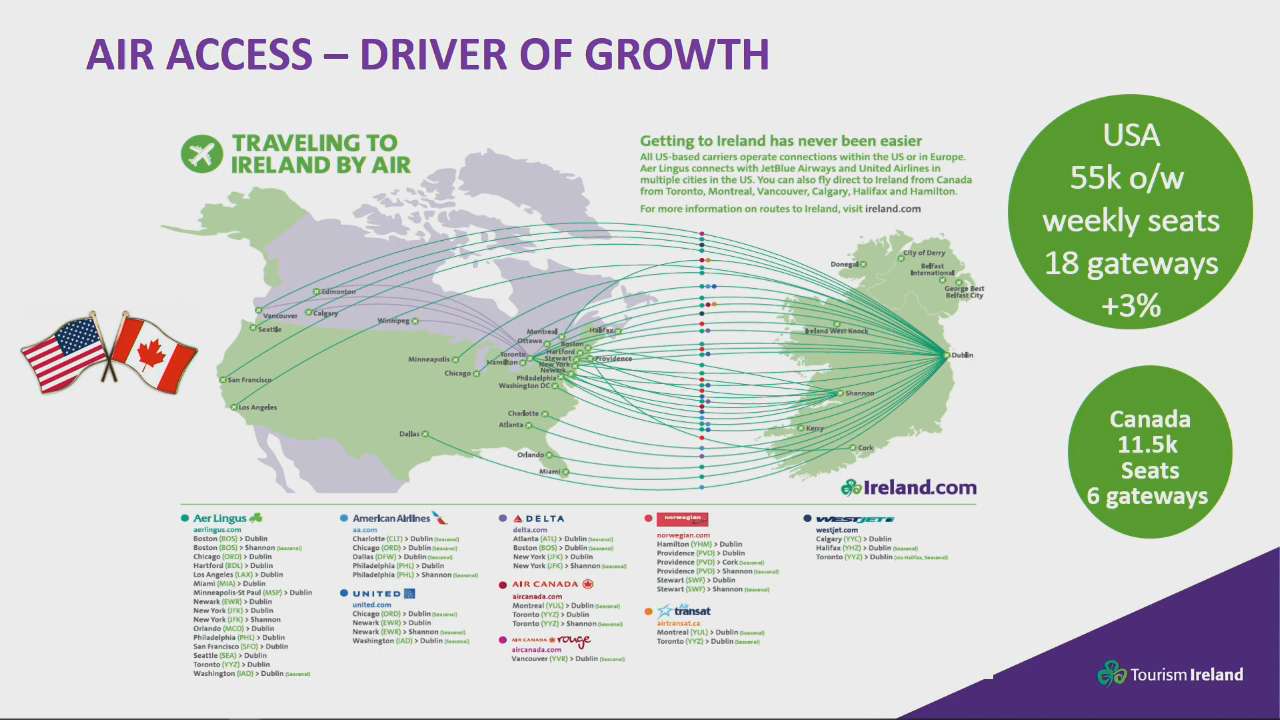 AIR ACCESS – DRIVER OF GROWTH
TRAVELING TO
IRELAND BY AIR
Getting to Ireland has never been easier
All US-based carriers operate connections within the US or in Europe.
Aer Lingus connects with JetBlue Airways and United Airlines in
multiple cities in the US. You can also fly direct to Ireland from Canada
from Toronto, Montreal, Vancouver, Calgary, Halifax and Hamilton.
For more information on routes to Ireland, visit ireland.com
USA
55k o/w
weekly seats
18 gateways
+3%
Canada
11.5k
Seats
6 gateways
Edmonton
Vancouver
Calgary
Seattle
Winnipeg
San Francisco
Los Angeles
Minneapolis
Chicago
Dallas
Montreal
Ottawa
Halifax
Boston
Toronto
Hartford
Hamilton
Stewart
Providence
New York
Newark
Philadelphia
Washington DC
Charlotte
Atlanta
Orlando
Miami
Donegal
City of Derry
Belfast
International
George Best
Belfast City
Ireland West Knock
Dublin
Shannon
Kerry
Cork
Ireland.com
Aer Lingus
aerlingus.com
Boston (BOS) > Dublin
Boston (BOS) > Shannon (Seasonal)
Chicago (ORD) > Dublin
Hartford (BDL) > Dublin
Los Angeles (LAX) > Dublin
Miami (MIA) > Dublin
Minneapolis-St Paul (MSP) > Dublin
Newark (EWR) > Dublin
New York (JFK) > Dublin
New York (JFK) > Shannon
Orlando (MCO) > Dublin
Philadelphia (PHL) > Dublin
San Francisco (SFO) > Dublin
Seattle (SEA) > Dublin
Toronto (YYZ) > Dublin
Washington (IAD) > Dublin (Seasonal)
American Airlines
aa.com
Charlotte (CLT) > Dublin (Seasonal)
Chicago (ORD) > Dublin (Seasonal)
Dallas (DFW) > Dublin (Seasonal)
Philadelphia (PHL) > Dublin
Philadelphia (PHL) > Shannon (Seasonal)
UNITED
united.com
Chicago (ORD) > Dublin (Seasonal)
Newark (EWR) > Dublin
Newark (EWR) > Shannon (Seasonal)
Washington (IAD) > Dublin (Seasonal)
DELTA
delta.com
Atlanta (ATL) > Dublin (Seasonal)
Boston (BOS) > Dublin (Seasonal)
New York (JFK) > Dublin
New York (JFK) > Shannon (Seasonal)
AIR CANADA
aircanada.com
Montreal (YUL) > Dublin (Seasonal)
Toronto (YYZ) > Dublin
Toronto (YYZ) > Shannon (Seasonal)
AIR CANADA rouge
aircanada.com
Vancouver (YVR) > Dublin (Seasonal)
norwegian
norwegian.com
Hamilton (YHM) > Dublin
Providence (PVD) > Dublin
Providence (PVD) > Cork (Seasonal)
Providence (PVD) > Shannon (Seasonal)
Stewart (SWF) > Dublin
Stewart (SWF) > Shannon (Seasonal)
Air
transat
airtransat.ca
Montreal (YUL) > Dublin (Seasonal)
Toronto (YYZ) > Dublin (Seasonal)
WESTJET
westjet.com
Calgary (YYC) > Dublin
Halifax (YHZ) > Dublin (Seasonal)
Toronto (YYZ) > Dublin (via Halifax, Seasonal)
Tourism Ireland